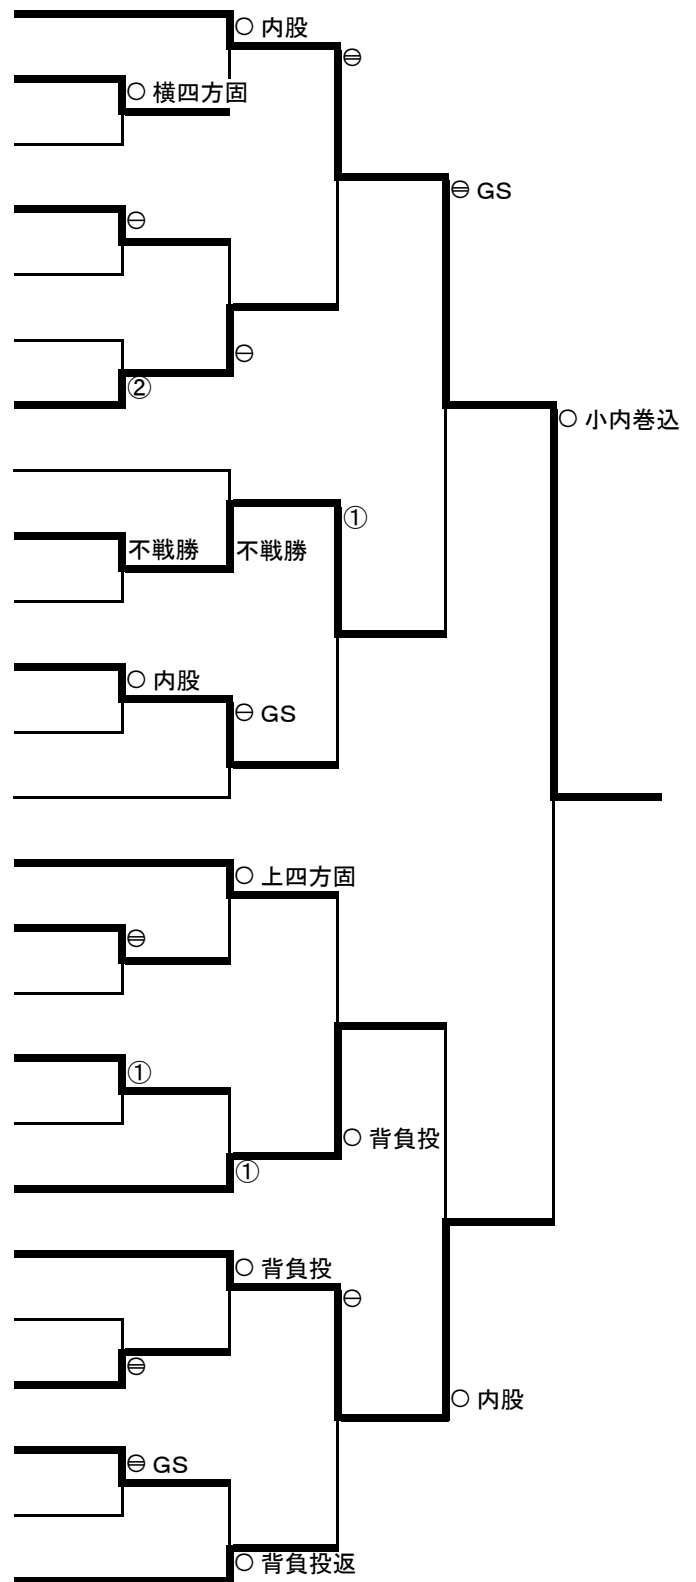 ○ 内股
⊖
○ 横四方固
⊖ GS
⊖
⊖
②
○ 小内巻込
①
不戦勝
不戦勝
○ 内股
⊖ GS
○ 上四方固
⊖
①
○ 背負投
①
○ 背負投
⊖
⊖
○ 内股
⊖ GS
○ 背負投返